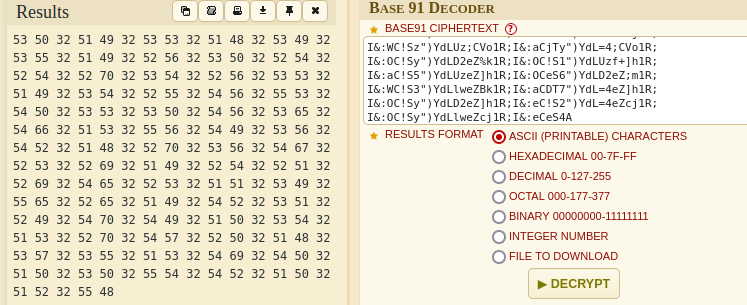 Results
53 50 32 51 49 32 53 53 32 51 48 32 53 49 32
53 55 32 51 49 32 52 56 32 53 50 32 52 54 32
52 54 32 52 70 32 53 54 32 52 56 32 53 53 32
51 49 32 53 54 32 52 55 32 54 56 32 55 53 32
54 50 32 53 53 32 53 50 32 54 56 32 53 65 32
54 66 32 51 53 32 55 56 32 54 49 32 53 56 32
54 52 32 51 48 32 52 70 32 53 56 32 54 67 32
52 53 32 52 69 32 51 49 32 52 54 32 52 51 32
52 69 32 54 65 32 52 53 32 51 51 32 53 49 32
55 65 32 52 65 32 51 49 32 54 52 32 53 51 32
52 49 32 54 70 32 54 49 32 51 50 32 53 54 32
51 53 32 52 70 32 54 57 32 52 50 32 51 48 32
53 57 32 53 55 32 51 53 32 54 69 32 54 50 32
51 50 32 53 50 32 55 54 32 54 52 32 51 50 32
51 52 32 55 48
BASE 91 DECODER
BASE91 CIPHERTEXT
I&:WC!Sz")YdLUz;CVo1R;I&:aCjTy")YdL=4;CVo1R;
I&:OC!Sy")YdLD2eZ%k1R;I&:OC!S1")YdLUzf+]h1R;
I&:aC!S5")YdLUzeZ]h1R;I&:OCeS6")YdLD2eZ;m1R;
I&:WC!S3")YdLlweZBk1R;I&:aCDT7")YdL=4eZ]h1R;
I&:OC!Sy")YdLD2eZ]h1R;I&:eC!S2")YdL=4eZcj1R;
I&:OC!Sy")YdLlweZcj1R;I&:eCeS4A
RESULTS FORMAT
ASCII (PRINTABLE) CHARACTERS
HEXADECIMAL 00-7F-FF
DECIMAL 0-127-255
OCTAL 000-177-377
BINARY 00000000-11111111
INTEGER NUMBER
FILE TO DOWNLOAD
▶ DECRYPT